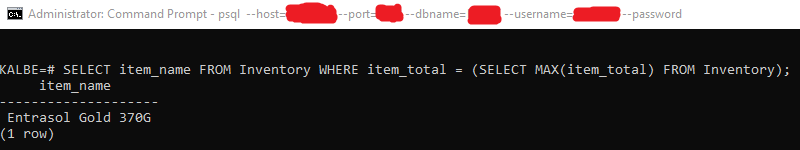 Administrator: Command Prompt - psql --host= --port= --dbname= --username= --password
KALBE=# SELECT item_name FROM Inventory WHERE item_total = (SELECT MAX(item_total) FROM Inventory);
item_name
--------------------
Entrasol Gold 370G
(1 row)